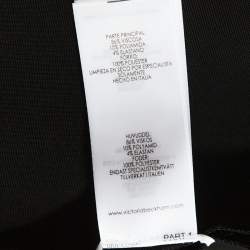 PARTE PRINCIPAL
86% VISCOSA
10% POLIAMIDA
4% ELASTAN
FORRO:
100% POLIESTER
LIMPIEZA EN SECO POR ESPECIALISTA
SOLAMENTE
HECHO EN ITALIA
HUVUDDEL
86% VISKOS
10% POLYAMID
4% ELASTAN
FODER
100% POLYESTER
ENDAST SPECIALISTKEMTVÄTT
TILLVERKAT I ITALIEN
www.victoriabeckham.com
PART 1